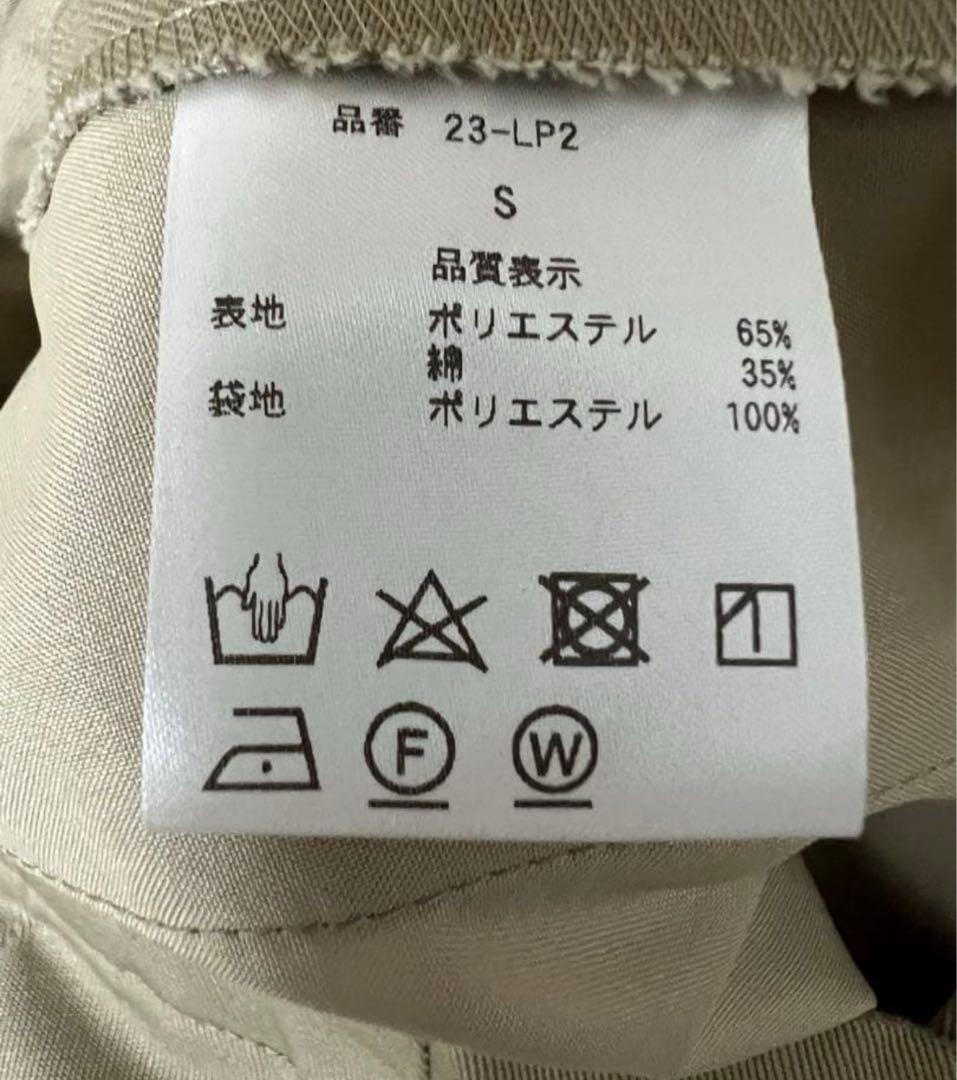 品番 23-LP2
S
品質表示
表地 ポリエステル 65%
綿 35%
袋地 ポリエステル 100%
F W